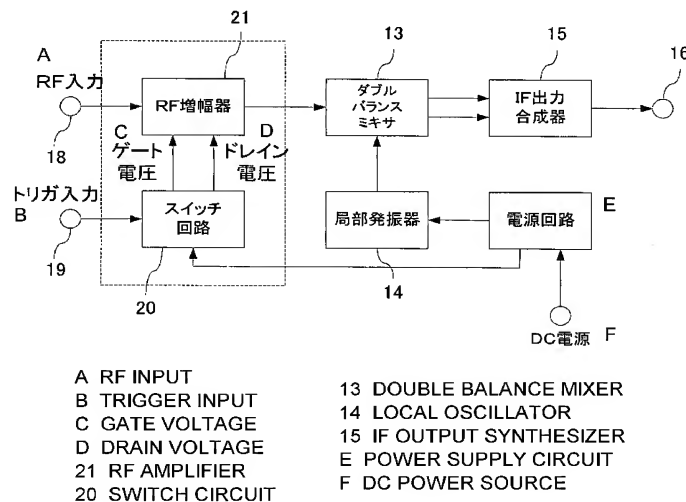 21
13
15
16
A
RF入力
18
RF増幅器
ダブル
バランス
ミキサ
IF出力
合成器
C
ゲート
電圧
D
ドレイン
電圧
トリガ入力
B
19
スイッチ
回路
20
局部発振器
14
電源回路
E
DC電源
F
A RF INPUT
B TRIGGER INPUT
C GATE VOLTAGE
D DRAIN VOLTAGE
21 RF AMPLIFIER
20 SWITCH CIRCUIT
13 DOUBLE BALANCE MIXER
14 LOCAL OSCILLATOR
15 IF OUTPUT SYNTHESIZER
E POWER SUPPLY CIRCUIT
F DC POWER SOURCE